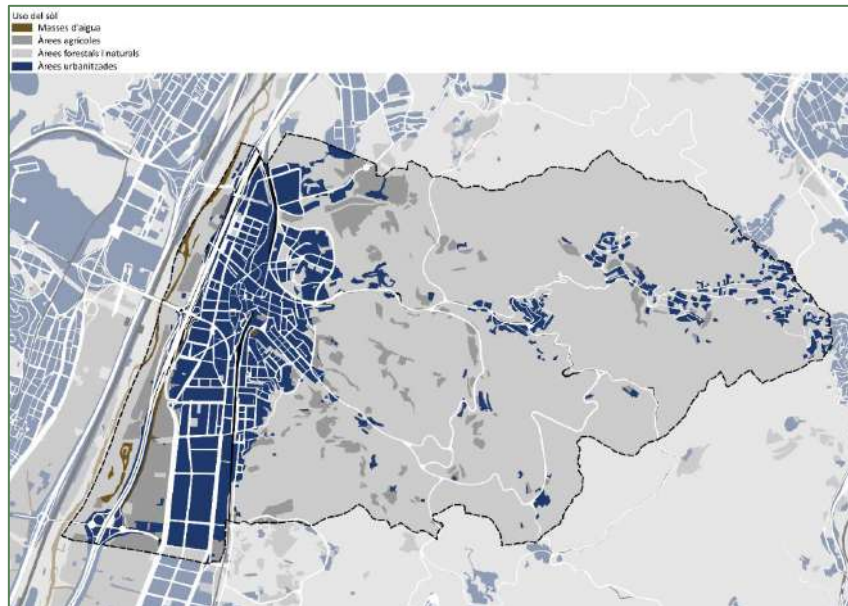 Uso del sòl
Masses d'aigua
Àrees agrícoles
Àrees forestals i naturals
Àrees urbanitzades